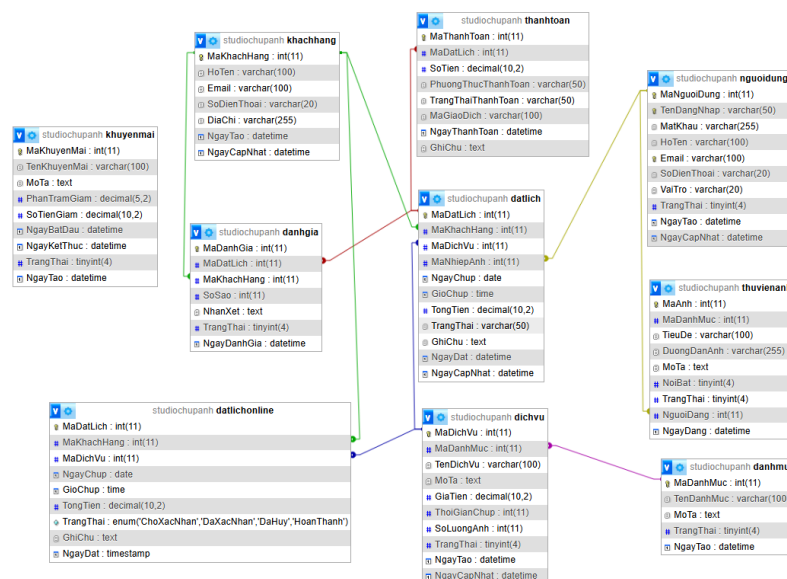 studiochupanh khachhang
MaKhachHang : int(11)
HoTen : varchar(100)
Email : varchar(100)
SoDienThoai : varchar(20)
DiaChi : varchar(255)
NgayTao : datetime
NgayCapNhat : datetime
studiochupanh thanhtoan
MaThanhToan : int(11)
MaDatLich : int(11)
SoTien : decimal(10,2)
PhuongThucThanhToan : varchar(50)
TrangThaiThanhToan : varchar(50)
MaGiaoDich : varchar(100)
NgayThanhToan : datetime
GhiChu : text
studiochupanh nguoidung
MaNguoiDung : int(11)
TenDangNhap : varchar(50)
MatKhau : varchar(255)
HoTen : varchar(100)
Email : varchar(100)
SoDienThoai : varchar(20)
VaiTro : varchar(20)
TrangThai : tinyint(4)
NgayTao : datetime
NgayCapNhat : datetime
studiochupanh khuyenmai
MaKhuyenMai : int(11)
TenKhuyenMai : varchar(100)
MoTa : text
PhanTramGiam : decimal(5,2)
SoTienGiam : decimal(10,2)
NgayBatDau : datetime
NgayKetThuc : datetime
TrangThai : tinyint(4)
NgayTao : datetime
studiochupanh danhgia
MaDanhGia : int(11)
MaDatLich : int(11)
MaKhachHang : int(11)
SoSao : int(11)
NhanXet : text
TrangThai : tinyint(4)
NgayDanhGia : datetime
studiochupanh datlich
MaDatLich : int(11)
MaKhachHang : int(11)
MaDichVu : int(11)
MaNhiepAnh : int(11)
NgayChup : date
GioChup : time
TongTien : decimal(10,2)
TrangThai : varchar(50)
GhiChu : text
NgayDat : datetime
NgayCapNhat : datetime
studiochupanh thuvienanh
MaAnh : int(11)
MaDanhMuc : int(11)
TieuDe : varchar(100)
DuongDanAnh : varchar(255)
MoTa : text
NoiBat : tinyint(4)
TrangThai : tinyint(4)
NguoiDang : int(11)
NgayDang : datetime
studiochupanh datlichonline
MaDatLich : int(11)
MaKhachHang : int(11)
MaDichVu : int(11)
NgayChup : date
GioChup : time
TongTien : decimal(10,2)
TrangThai : enum('ChoXacNhan','DaXacNhan','DaHuy','HoanThanh')
GhiChu : text
NgayDat : timestamp
studiochupanh dichvu
MaDichVu : int(11)
MaDanhMuc : int(11)
TenDichVu : varchar(100)
MoTa : text
GiaTien : decimal(10,2)
ThoiGianChup : int(11)
SoLuongAnh : int(11)
TrangThai : tinyint(4)
NgayTao : datetime
NgayCapNhat : datetime
studiochupanh danhmu
MaDanhMuc : int(11)
TenDanhMuc : varchar(100
MoTa : text
TrangThai : tinyint(4)
NgayTao : datetime